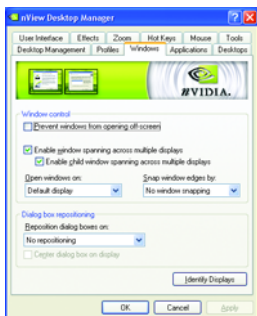 nView Desktop Manager
User Interface Effects Zoom Hot Keys Mouse Tools
Desktop Management Profiles Windows Applications Desktops
NVIDIA.
Window control
Prevent windows from opening off-screen
Enable window spanning across multiple displays
Enable child window spanning across multiple displays
Open windows on: Snap window edges by:
Default display No window snapping
Dialog box repositioning
Reposition dialog boxes on:
No repositioning
Center dialog box on display
Identify Displays
OK Cancel Apply